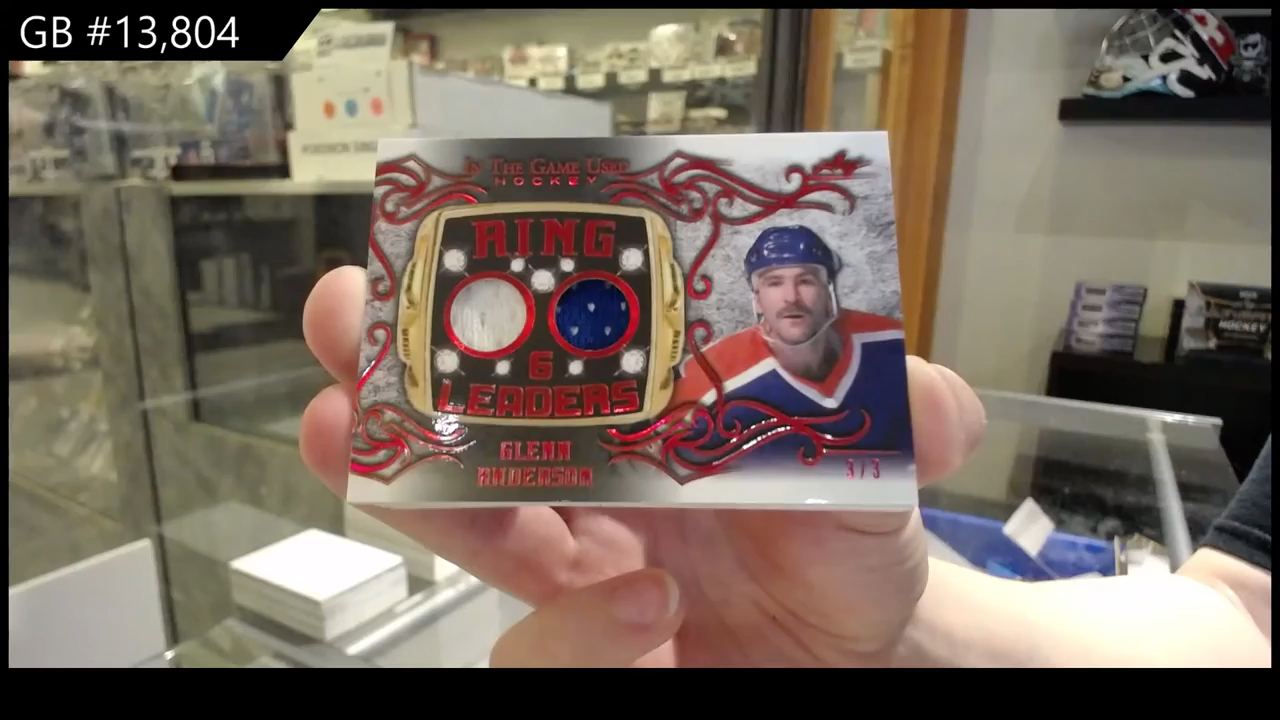 GB #13,804
IN THE GAME USED
HOCKEY
RING
6
LEADERS
GLENN
ANDERSON
3/3
HOCKEY